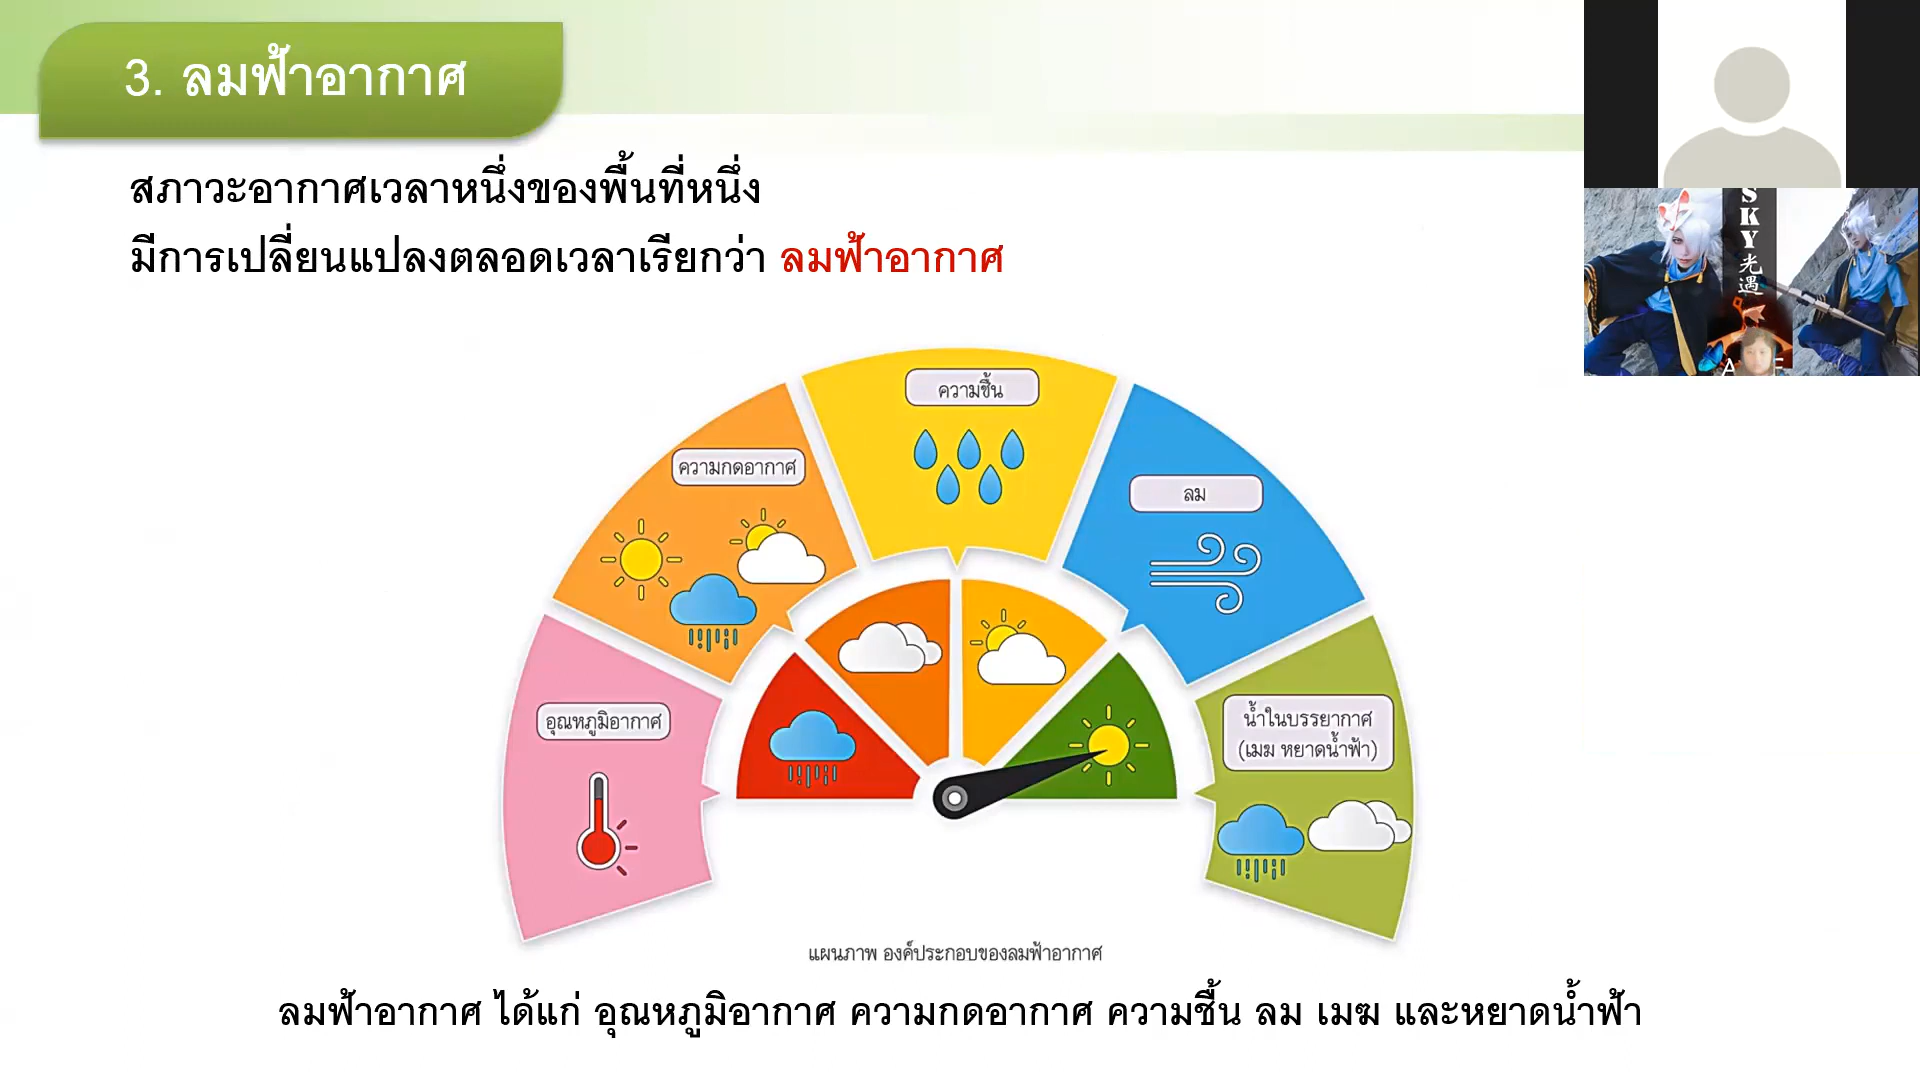 3. ลมฟ้าอากาศ
สภาวะอากาศเวลาหนึ่งของพื้นที่หนึ่ง
มีการเปลี่ยนแปลงตลอดเวลาเรียกว่า ลมฟ้าอากาศ
SKY
光遇
ความชื้น
ความกดอากาศ
ลม
อุณหภูมิอากาศ
น้ำในบรรยากาศ
(เมฆ หยาดน้ำฟ้า)
แผนภาพ องค์ประกอบของลมฟ้าอากาศ
ลมฟ้าอากาศ ได้แก่ อุณหภูมิอากาศ ความกดอากาศ ความชื้น ลม เมฆ และหยาดน้ำฟ้า